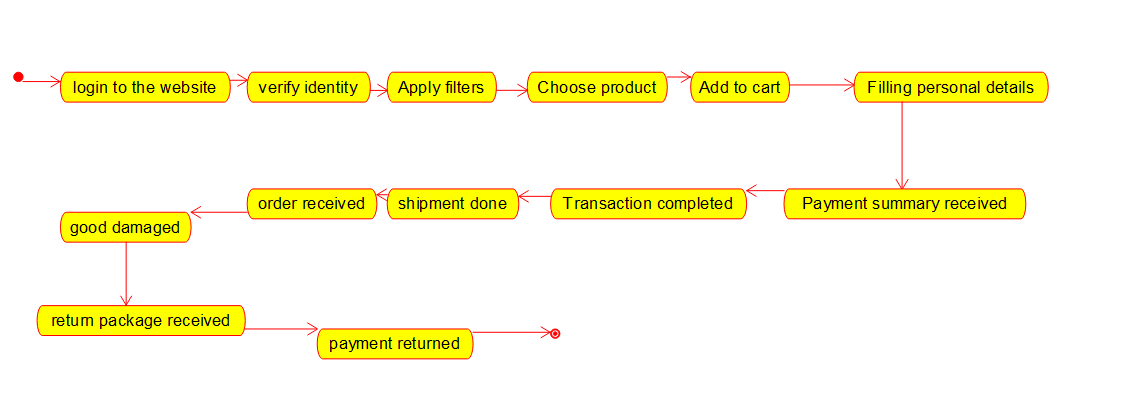 login to the website
verify identity
Apply filters
Choose product
Add to cart
Filling personal details
Payment summary received
Transaction completed
shipment done
order received
good damaged
return package received
payment returned